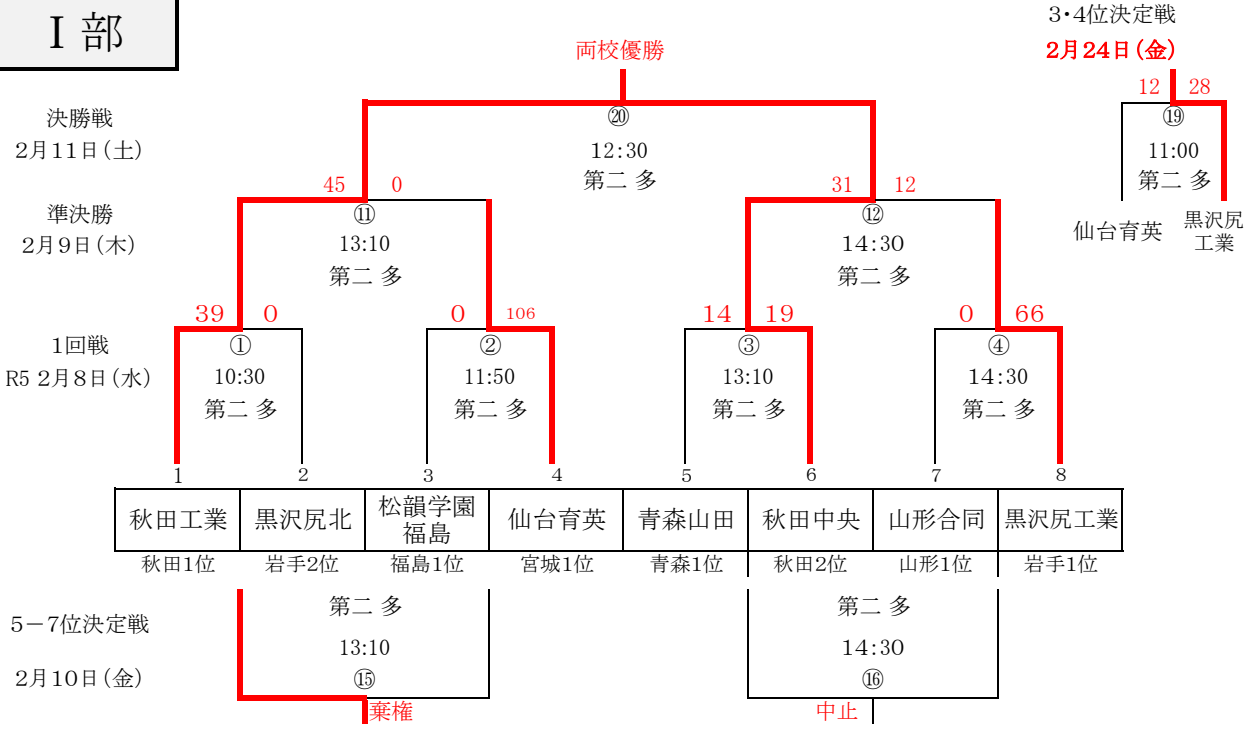 Ⅰ 部
3・4位決定戦
2月24日(金)
両校優勝
12 28
⑲
11:00
第二 多
仙台育英
黒沢尻
工業
決勝戦
2月11日(土)
⑳
12:30
第二 多
45 0
31 12
準決勝
2月9日(木)
⑪
13:10
第二 多
⑫
14:30
第二 多
39 0
0 106
14 19
0 66
1回戦
R5 2月8日(水)
①
10:30
第二 多
②
11:50
第二 多
③
13:10
第二 多
④
14:30
第二 多
1 2 3 4 5 6 7 8
秋田工業
黒沢尻北
松韻学園
福島
仙台育英
青森山田
秋田中央
山形合同
黒沢尻工業
秋田1位 岩手2位 福島1位 宮城1位 青森1位 秋田2位 山形1位 岩手1位
5-7位決定戦
2月10日(金)
第二 多
13:10
⑮
棄権
第二 多
14:30
⑯
中止